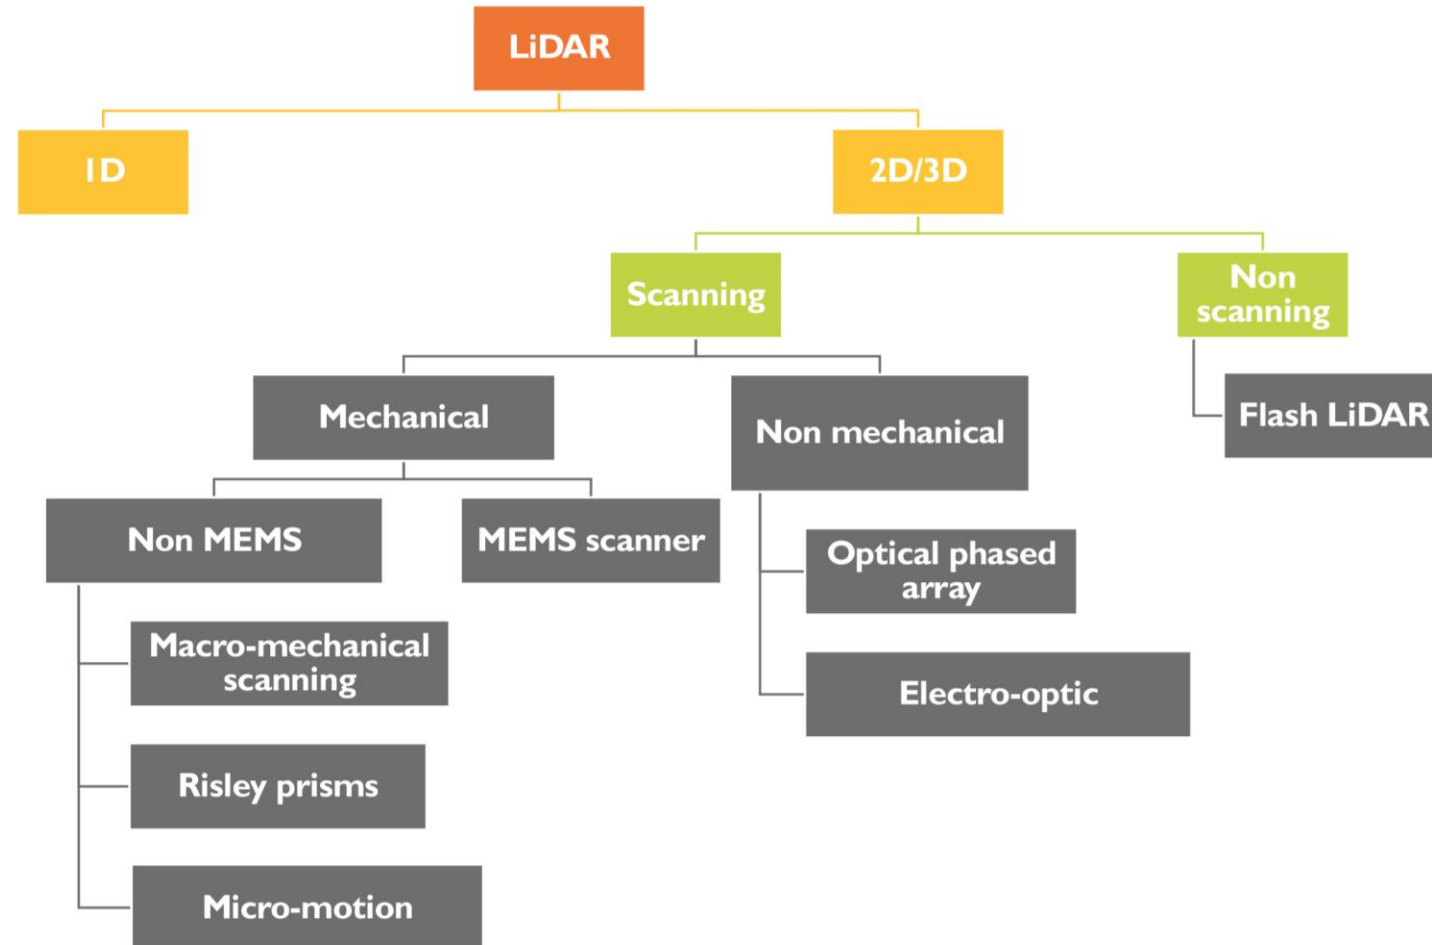 LiDAR
1D
2D/3D
Scanning
Non
scanning
Mechanical
Non mechanical
Flash LiDAR
Non MEMS
MEMS scanner
Optical phased
array
Macro-mechanical
scanning
Electro-optic
Risley prisms
Micro-motion